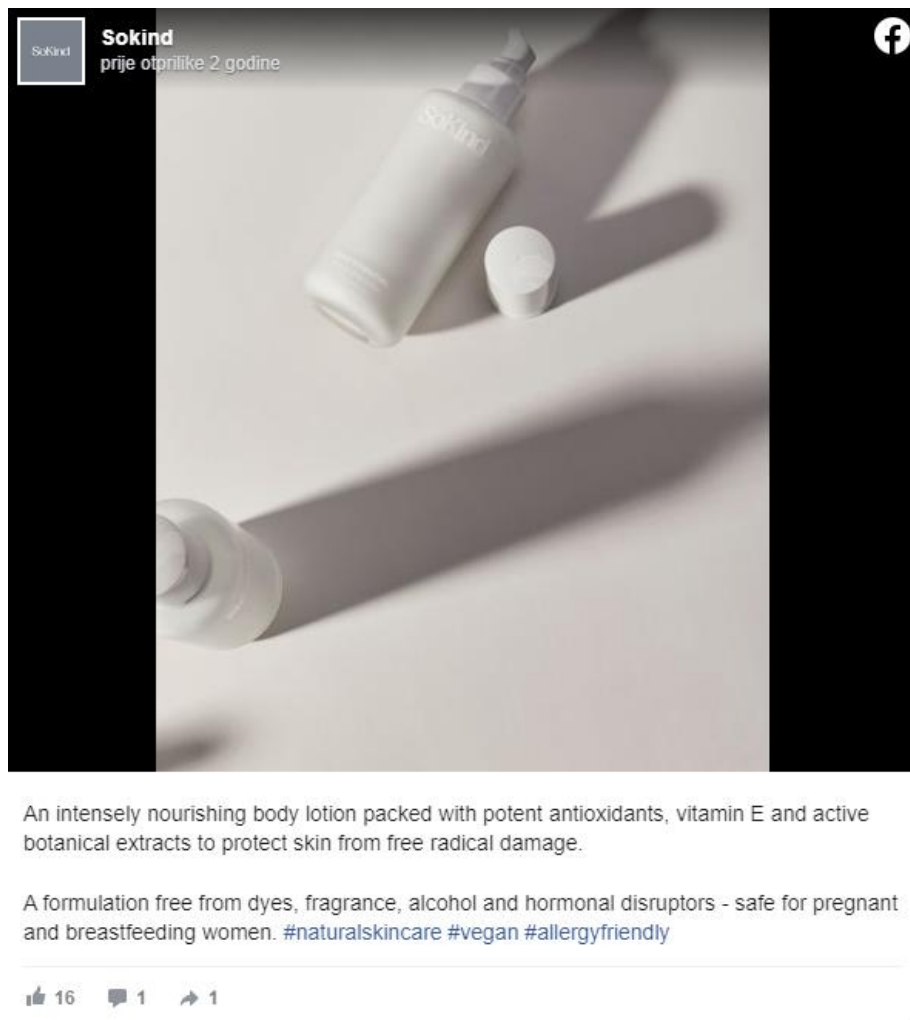 SoKind
Sokind
prije otprilike 2 godine
SoKind
An intensely nourishing body lotion packed with potent antioxidants, vitamin E and active
botanical extracts to protect skin from free radical damage.
A formulation free from dyes, fragrance, alcohol and hormonal disruptors - safe for pregnant
and breastfeeding women. #naturalskincare #vegan #allergyfriendly
16 1 1